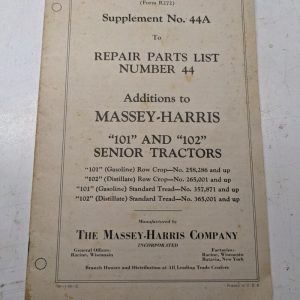 (Form R172)
Supplement No. 44A
To
REPAIR PARTS LIST
NUMBER 44
Additions to
MASSEY-HARRIS
"101" AND "102"
SENIOR TRACTORS
"101" (Gasoline) Row Crop—No. 258,286 and up
"102" (Distillate) Row Crop—No. 265,001 and up
"101" (Gasoline) Standard Tread—No. 357,871 and up
"102" (Distillate) Standard Tread—No. 365,001 and up
Manufactured by
THE MASSEY-HARRIS COMPANY
INCORPORATED
General Offices: Factories:
Racine, Wisconsin Racine, Wisconsin
Batavia, New York
Branch Houses and Distribution at All Leading Trade Centers
Printed in U S A